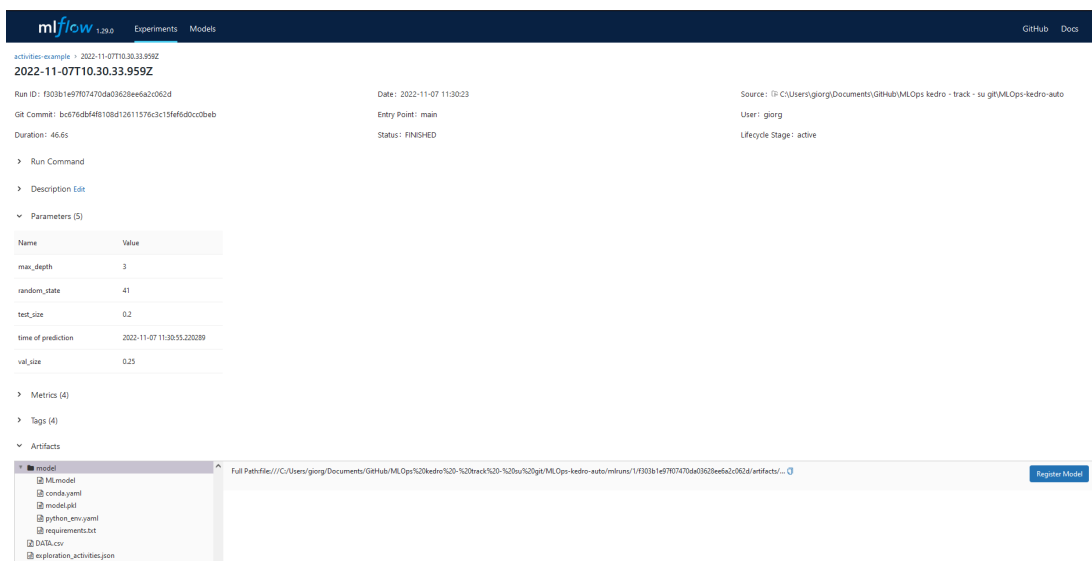 mlflow 1.29.0 Experiments Models GitHub Docs
activities-example > 2022-11-07T10.30.33.959Z
2022-11-07T10.30.33.959Z
Run ID: f303b1e97f07470da03628ee6a2c062d Date: 2022-11-07 11:30:23 Source: C:\Users\giorg\Documents\GitHub\MLOps kedro - track - su git\MLOps-kedro-auto
Git Commit: bc676dbf4f8108d12611576c3c15fef6d0cc0beb Entry Point: main User: giorg
Duration: 46.6s Status: FINISHED Lifecycle Stage: active
Run Command
Description Edit
Parameters (5)
Name Value
max_depth 3
random_state 41
test_size 0.2
time of prediction 2022-11-07 11:30:55.220289
val_size 0.25
Metrics (4)
Tags (4)
Artifacts
model
MLmodel
conda.yaml
model.pkl
python_env.yaml
requirements.txt
DATA.csv
exploration_activities.json
Full Path:file:///C:/Users/giorg/Documents/GitHub/MLOps%20kedro%20-%20track%20-%20su%20git/MLOps-kedro-auto/mlruns/1/f303b1e97f07470da03628ee6a2c062d/artifacts/...
Register Model